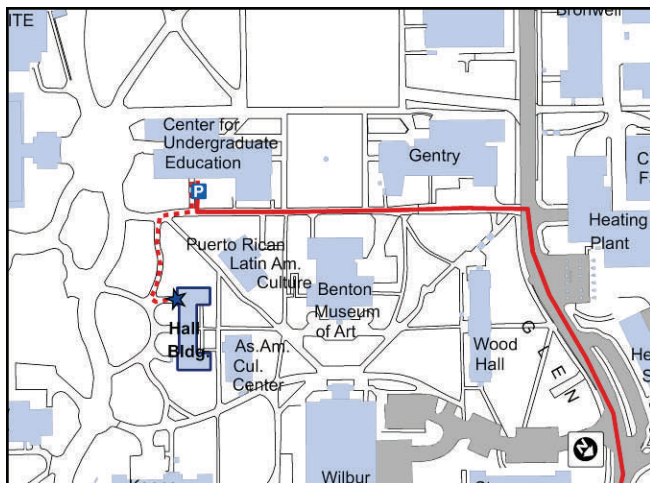 ITE
Bronwell
Center for
Undergraduate
Education
Gentry
P
Heating
Plant
Puerto Rican
Latin Am.
Culture
Benton
Museum
of Art
Hall
Bldg.
As.Am.
Cul.
Center
Wood
Hall
GLEN
Wilbur